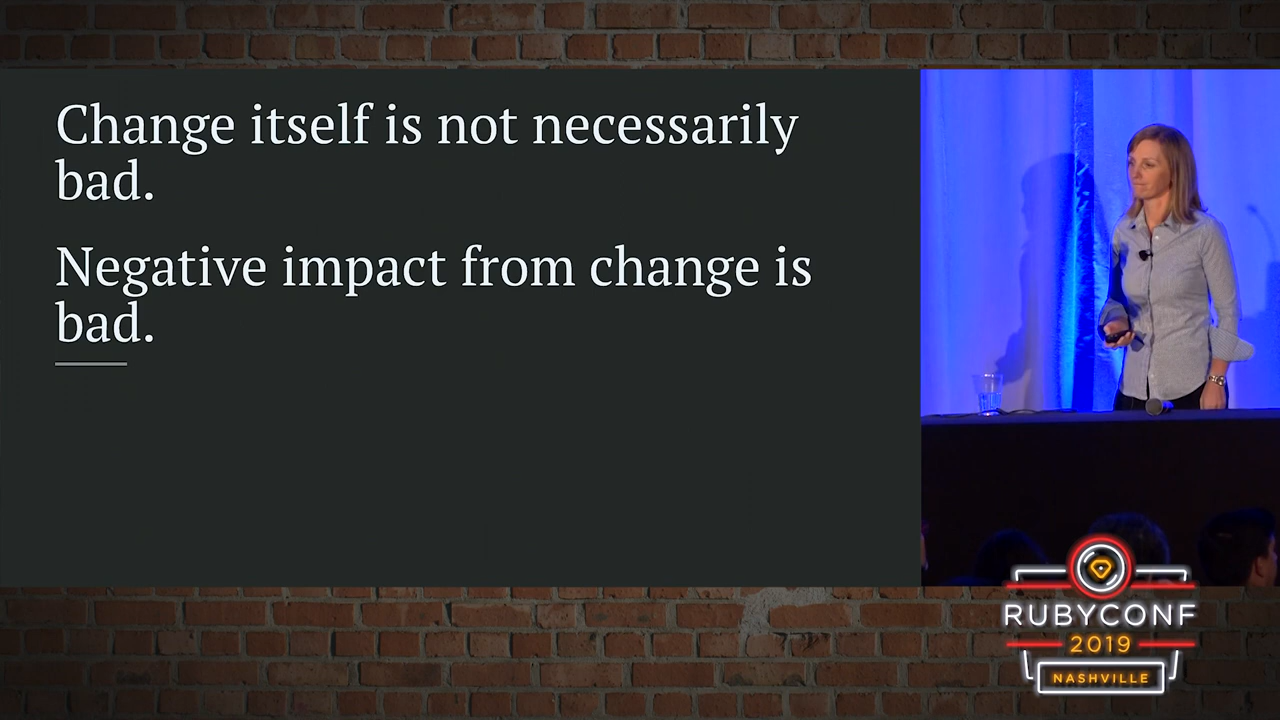 Change itself is not necessarily
bad.
Negative impact from change is
bad.
RUBYCONF
2019
NASHVILLE